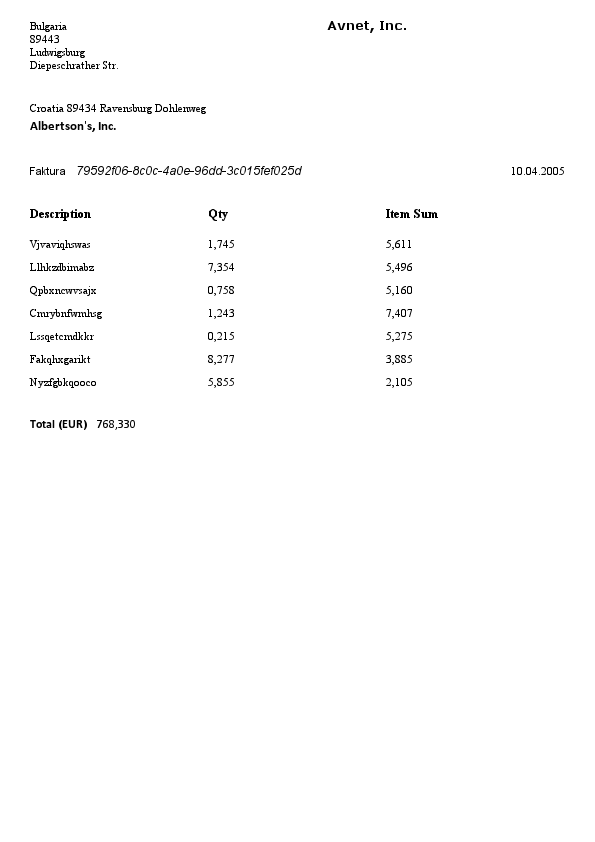 Bulgaria
89443
Ludwigsburg
Diepeschrather Str.
Avnet, Inc.
Croatia 89434 Ravensburg Dohlenweg
Albertson's, Inc.
Faktura 79592f06-8c0c-4a0e-96dd-3c015fef025d 10.04.2005
Description Qty Item Sum
Vjvaviqhswas 1,745 5,611
Llhkzdbimabz 7,354 5,496
Qpbxncwvsajx 0,758 5,160
Cmrybnfwmhsg 1,243 7,407
Lssqetcmdkkr 0,215 5,275
Fakqhxgarikt 8,277 3,885
Nyzfgbkqooco 5,855 2,105
Total (EUR) 768,330